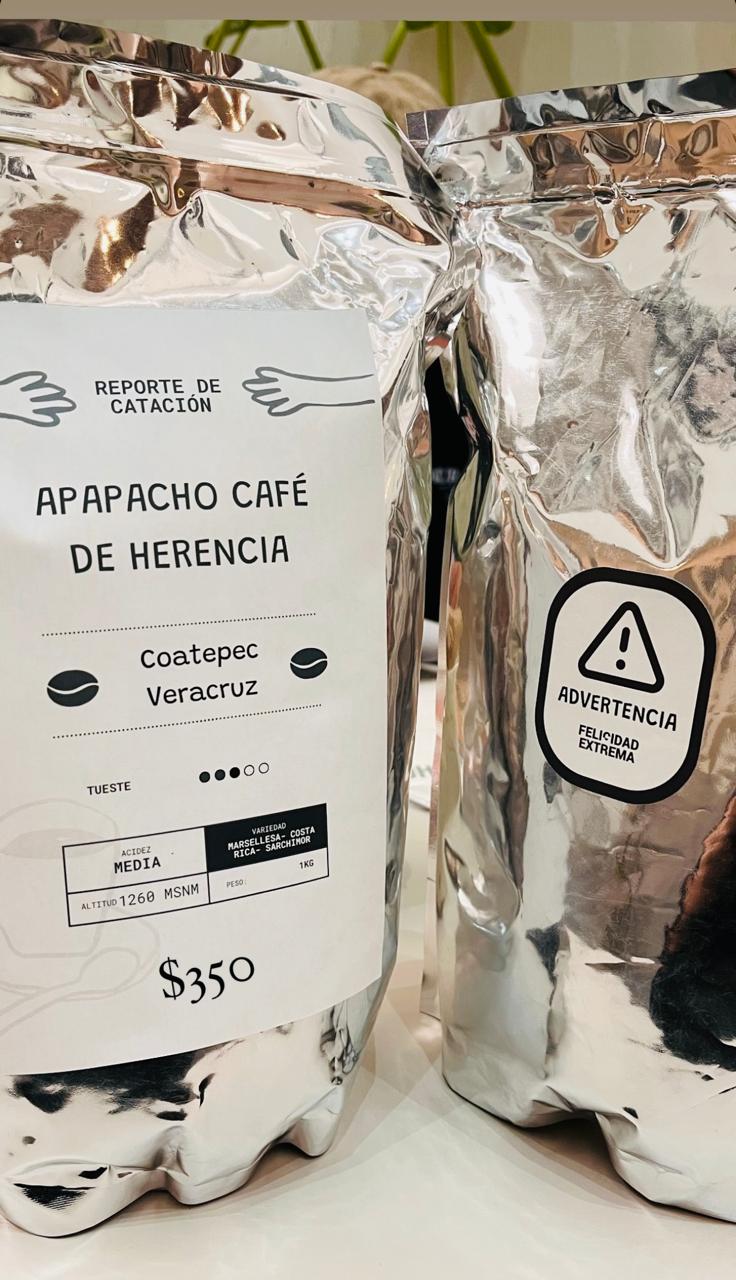 REPORTE DE
CATACIÓN
APAPACHO CAFÉ
DE HERENCIA
Coatepec
Veracruz
TUESTE
ACIDEZ
MEDIA
VARIEDAD
MARSELLESA- COSTA
RICA- SARCHIMOR
ALTITUD 1260 MSNM
PESO: 1KG
$350
ADVERTENCIA
FELICIDAD
EXTREMA